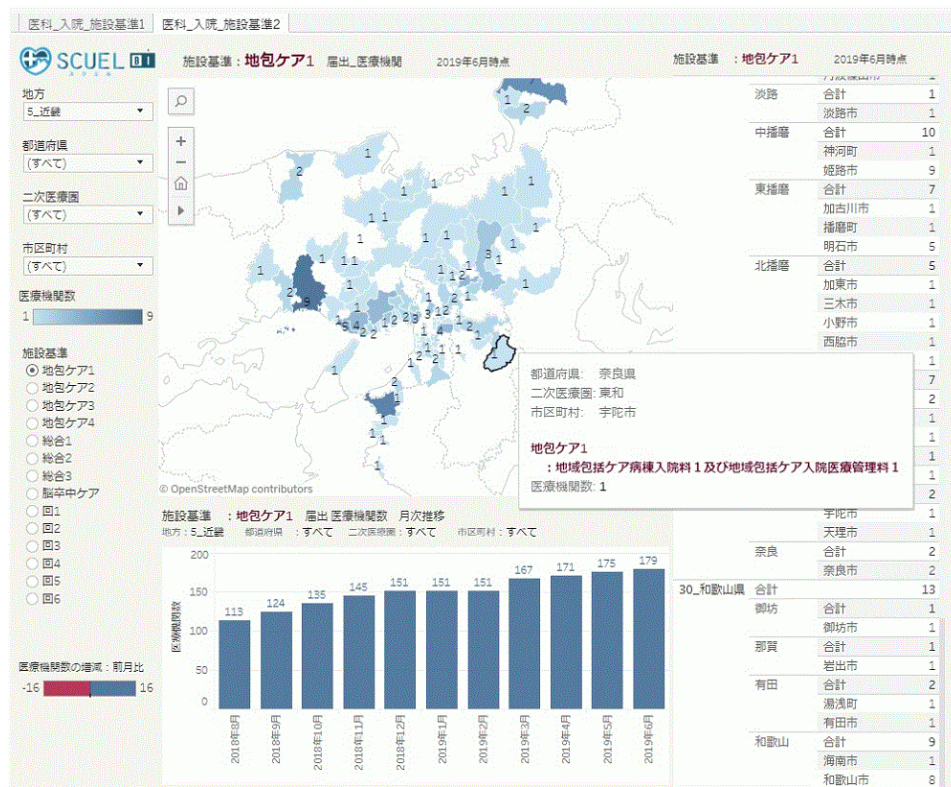 医科_入院_施設基準1 医科_入院_施設基準2
SCUEL BI
スクエル
施設基準：地包ケア1 届出_医療機関 2019年6月時点
施設基準 ：地包ケア1 2019年6月時点
地方
5_近畿
都道府県
(すべて)
二次医療圏
(すべて)
市区町村
(すべて)
医療機関数
1 9
施設基準
地包ケア1
地包ケア2
地包ケア3
地包ケア4
総合1
総合2
総合3
脳卒中ケア
回1
回2
回3
回4
回5
回6
医療機関数の増減：前月比
-16 16
© OpenStreetMap contributors
都道府県: 奈良県
二次医療圏: 東和
市区町村: 宇陀市
地包ケア1
：地域包括ケア病棟入院料１及び地域包括ケア入院医療管理料１
医療機関数: 1
施設基準 ：地包ケア1 届出 医療機関数 月次推移
地方：5_近畿 都道府県 ：すべて 二次医療圏：すべて 市区町村：すべて
医療機関数
200
150
100
50
0
113 124 135 145 151 151 151 167 171 175 179
2018年8月 2018年9月 2018年10月 2018年11月 2018年12月 2019年1月 2019年2月 2019年3月 2019年4月 2019年5月 2019年6月
淡路 合計 1
淡路市 1
中播磨 合計 10
神河町 1
姫路市 9
東播磨 合計 7
加古川市 1
播磨町 1
明石市 5
北播磨 合計 5
加東市 1
三木市 1
小野市 1
西脇市 1
1
7
2
1
1
1
1
2
宇陀市 1
天理市 1
奈良 合計 2
奈良市 2
30_和歌山県 合計 13
御坊 合計 1
御坊市 1
那賀 合計 1
岩出市 1
有田 合計 2
湯浅町 1
有田市 1
和歌山 合計 9
海南市 1
和歌山市 8